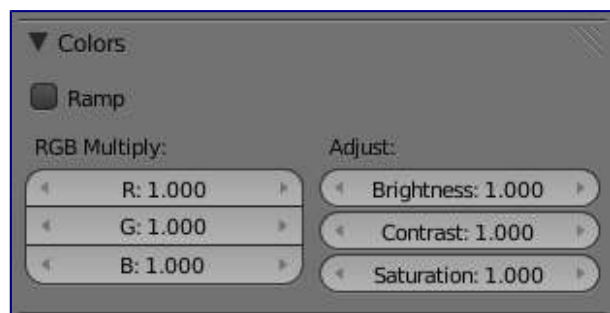 Colors
Ramp
RGB Multiply:
R: 1.000
G: 1.000
B: 1.000
Adjust:
Brightness: 1.000
Contrast: 1.000
Saturation: 1.000